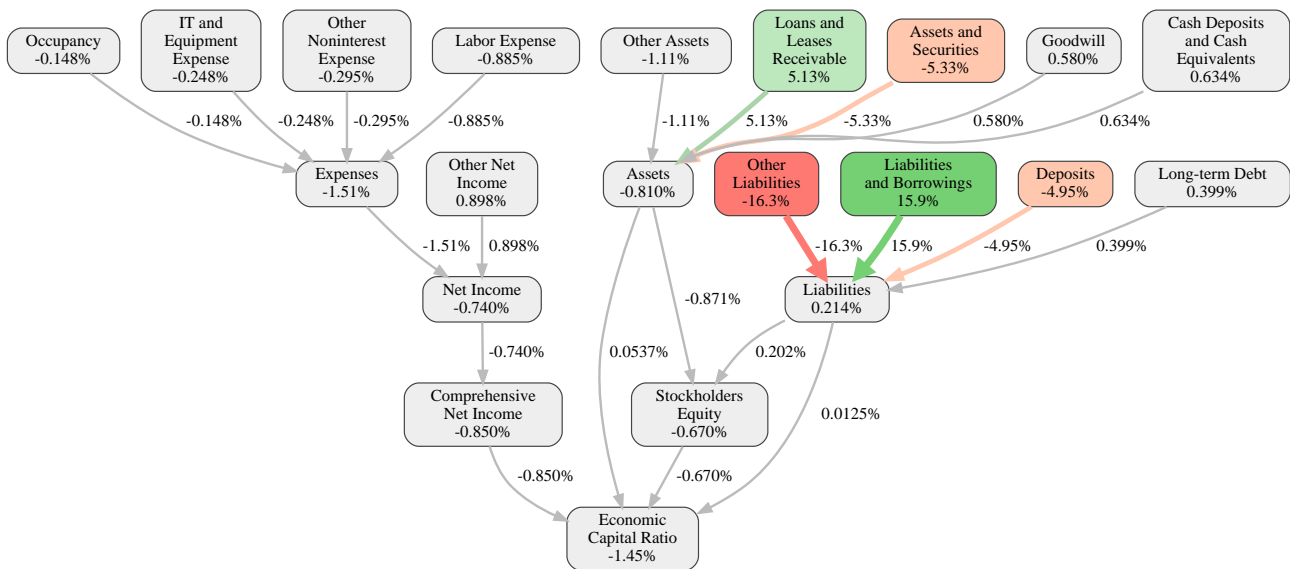 Occupancy
-0.148%
IT and
Equipment
Expense
-0.248%
Other
Noninterest
Expense
-0.295%
Labor Expense
-0.885%
Other Assets
-1.11%
Loans and
Leases
Receivable
5.13%
Assets and
Securities
-5.33%
Goodwill
0.580%
Cash Deposits
and Cash
Equivalents
0.634%
-0.148%
-0.248%
-0.295%
-0.885%
-1.11%
5.13%
-5.33%
0.580%
0.634%
Expenses
-1.51%
Other Net
Income
0.898%
Assets
-0.810%
Other
Liabilities
-16.3%
Liabilities
and Borrowings
15.9%
Deposits
-4.95%
Long-term Debt
0.399%
-1.51%
0.898%
-16.3%
15.9%
-4.95%
0.399%
Net Income
-0.740%
-0.871%
Liabilities
0.214%
-0.740%
0.0537%
0.202%
Comprehensive
Net Income
-0.850%
Stockholders
Equity
-0.670%
0.0125%
-0.850%
-0.670%
Economic
Capital Ratio
-1.45%